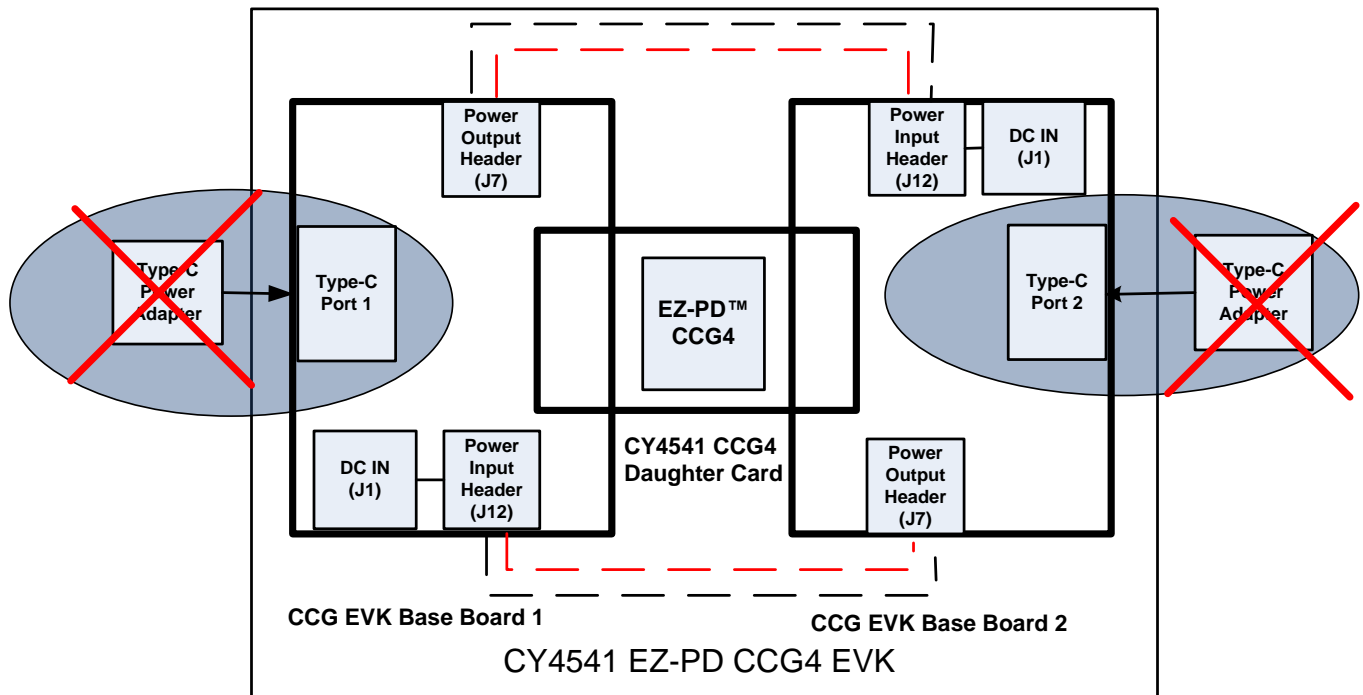 Power
Output
Header
(J7)
Power
Input
Header
(J12)
DC IN
(J1)
Type-C
Power
Adapter
Type-C
Port 1
EZ-PD™
CCG4
Type-C
Port 2
Type-C
Power
Adapter
DC IN
(J1)
Power
Input
Header
(J12)
CY4541 CCG4
Daughter Card
Power
Output
Header
(J7)
CCG EVK Base Board 1
CCG EVK Base Board 2
CY4541 EZ-PD CCG4 EVK